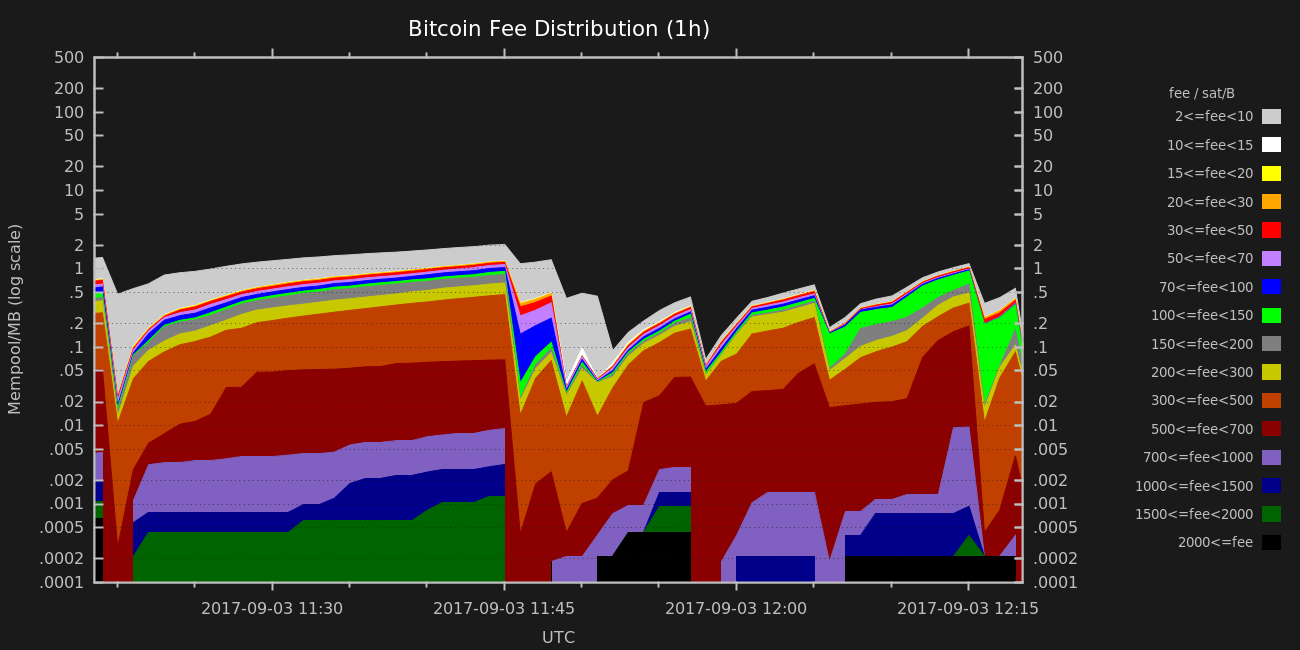 Bitcoin Fee Distribution (1h)
500 500
200 200
100 100
50 50
20 20
10 10
5 5
2 2
1 1
.5 .5
.2 .2
.1 .1
.05 .05
.02 .02
.01 .01
.005 .005
.002 .002
.001 .001
.0005 .0005
.0002 .0002
.0001 .0001
Mempool/MB (log scale)
2017-09-03 11:30 2017-09-03 11:45 2017-09-03 12:00 2017-09-03 12:15
UTC
fee / sat/B
2<=fee<10
10<=fee<15
15<=fee<20
20<=fee<30
30<=fee<50
50<=fee<70
70<=fee<100
100<=fee<150
150<=fee<200
200<=fee<300
300<=fee<500
500<=fee<700
700<=fee<1000
1000<=fee<1500
1500<=fee<2000
2000<=fee